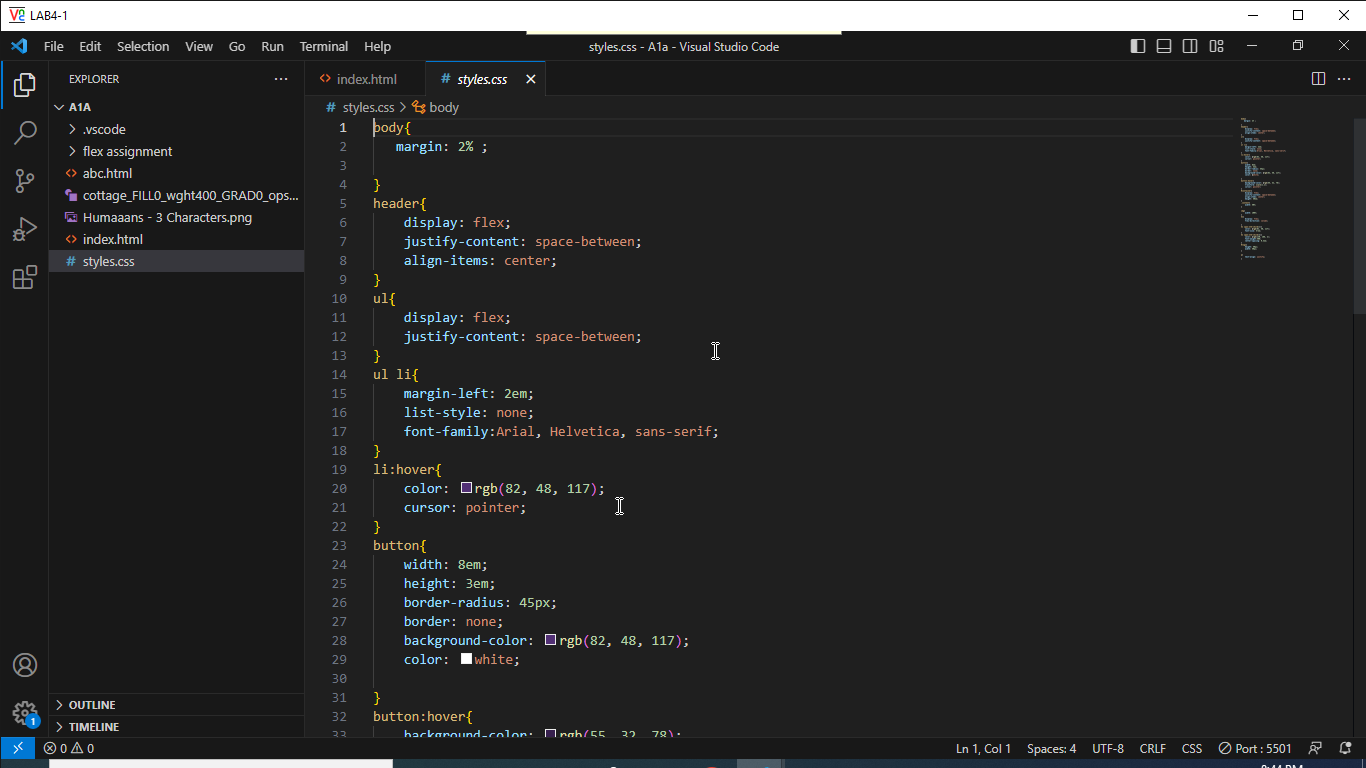 LAB4-1
File Edit Selection View Go Run Terminal Help
styles.css - A1a - Visual Studio Code
EXPLORER
A1A
.vscode
flex assignment
abc.html
cottage_FILL0_wght400_GRAD0_ops...
Humaaans - 3 Characters.png
index.html
styles.css
OUTLINE
TIMELINE
index.html
# styles.css
# styles.css > body
1 body{
2 margin: 2% ;
3
4 }
5 header{
6 display: flex;
7 justify-content: space-between;
8 align-items: center;
9 }
10 ul{
11 display: flex;
12 justify-content: space-between;
13 }
14 ul li{
15 margin-left: 2em;
16 list-style: none;
17 font-family:Arial, Helvetica, sans-serif;
18 }
19 li:hover{
20 color: rgb(82, 48, 117);
21 cursor: pointer;
22 }
23 button{
24 width: 8em;
25 height: 3em;
26 border-radius: 45px;
27 border: none;
28 background-color: rgb(82, 48, 117);
29 color: white;
30
31 }
32 button:hover{
33 background-color: rgb(55, 32, 78);
1
0 0 Ln 1, Col 1 Spaces: 4 UTF-8 CRLF CSS Port : 5501